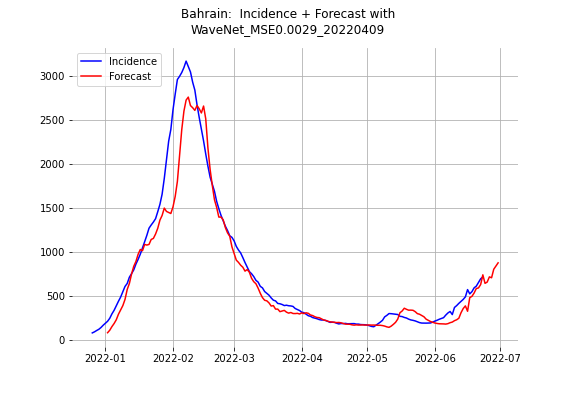 Bahrain:  Incidence + Forecast with
WaveNet_MSE0.0029_20220409
Incidence
Forecast
3000
2500
2000
1500
1000
500
0
2022-01 2022-02 2022-03 2022-04 2022-05 2022-06 2022-07